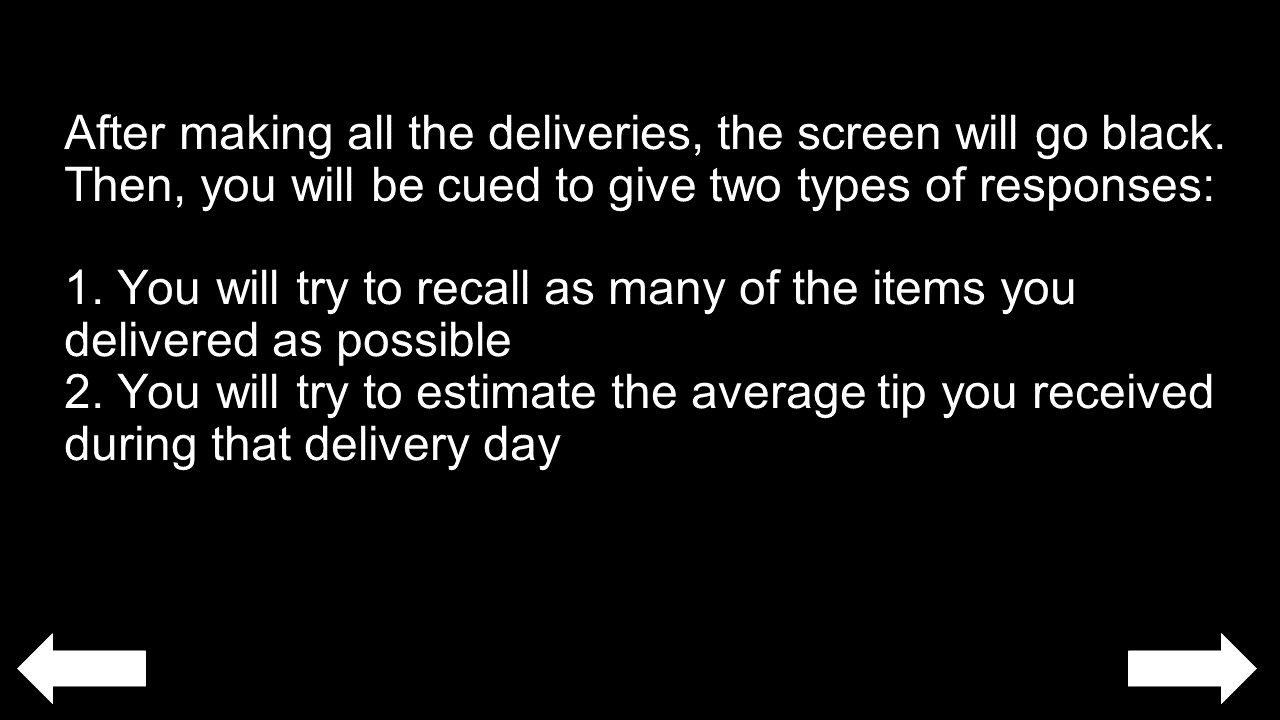 After making all the deliveries, the screen will go black.
Then, you will be cued to give two types of responses:
1. You will try to recall as many of the items you
delivered as possible
2. You will try to estimate the average tip you received
during that delivery day